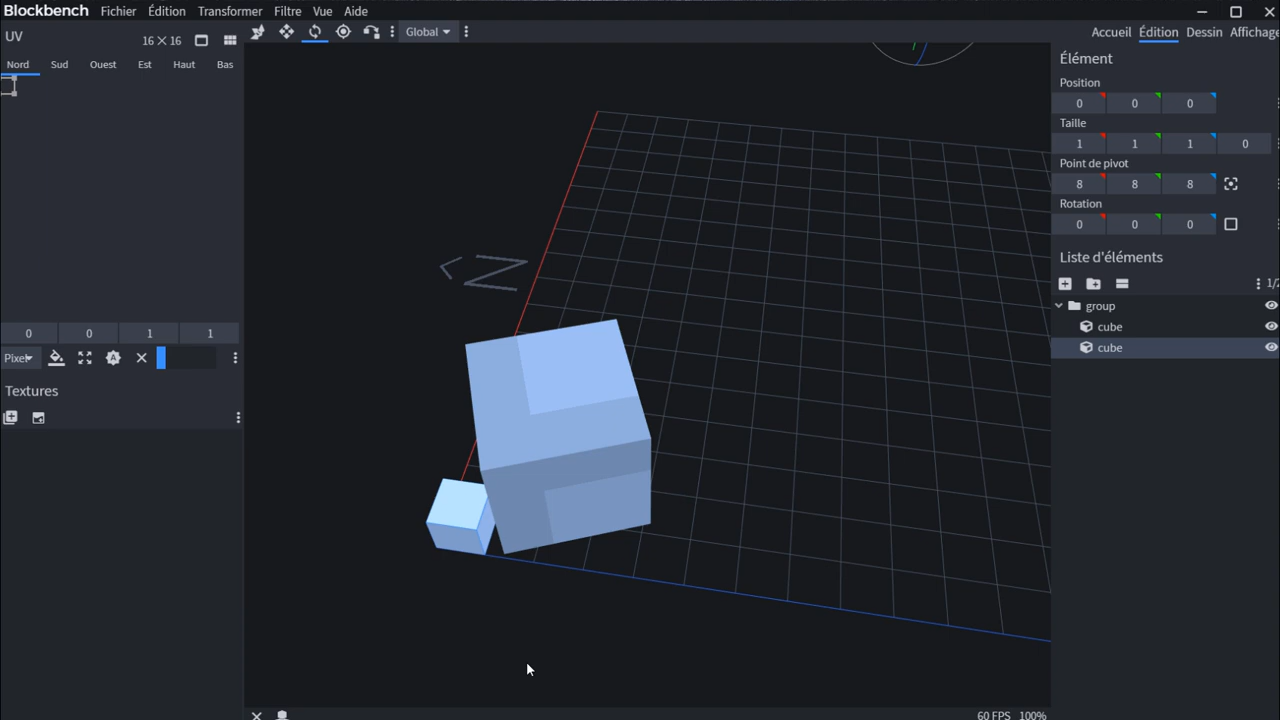 Blockbench Fichier Édition Transformer Filtre Vue Aide
UV 16 × 16 Global Accueil Édition Dessin Affichage
Nord Sud Ouest Est Haut Bas
Élément
Position
0 0 0
Taille
1 1 1 0
Point de pivot
8 8 8
Rotation
0 0 0
Liste d'éléments
1/2
group
cube
cube
0 0 1 1
Pixel
Textures
Z
60 FPS 100%